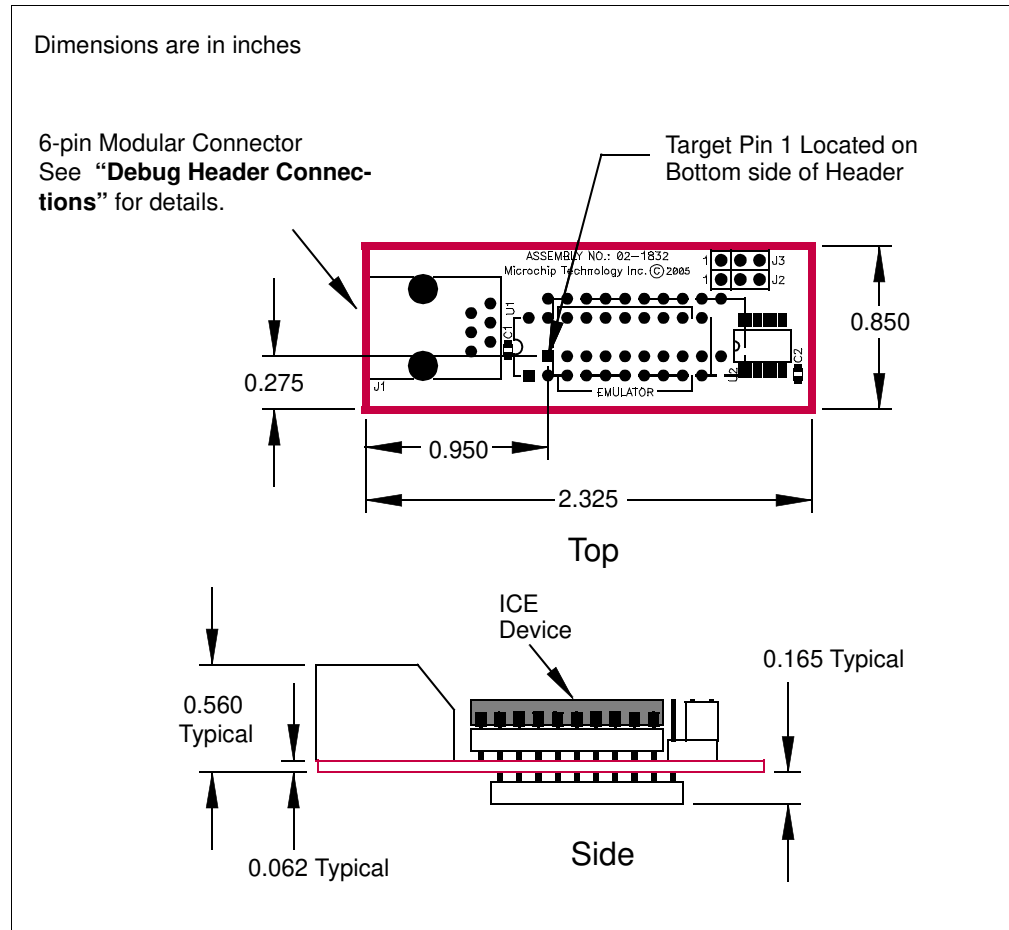 Dimensions are in inches
6-pin Modular Connector
See “Debug Header Connec-
tions” for details.
Target Pin 1 Located on
Bottom side of Header
ASSEMBLY NO.: 02-1832
Microchip Technology Inc. © 2005
1 J3
1 J2
U1
C1
J1
U2
C2
EMULATOR
0.275
0.850
0.950
2.325
Top
ICE
Device
0.165 Typical
0.560
Typical
0.062 Typical
Side